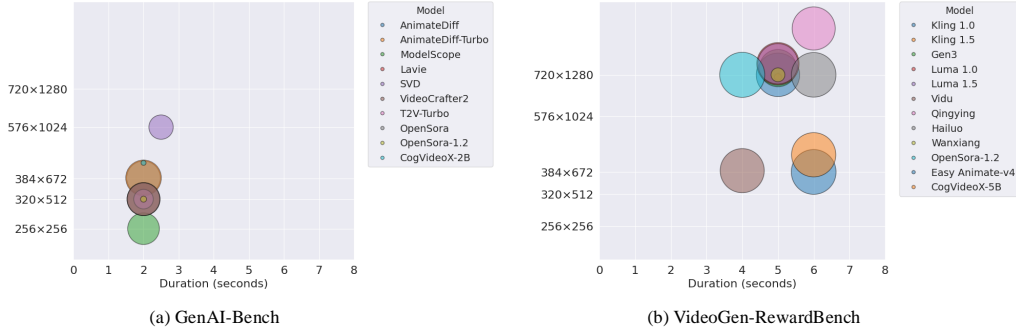 720×1280
576×1024
384×672
320×512
256×256
0 1 2 3 4 5 6 7 8
Duration (seconds)
Model
AnimateDiff
AnimateDiff-Turbo
ModelScope
Lavie
SVD
VideoCrafter2
T2V-Turbo
OpenSora
OpenSora-1.2
CogVideoX-2B
(a) GenAI-Bench
720×1280
576×1024
384×672
320×512
256×256
0 1 2 3 4 5 6 7 8
Duration (seconds)
Model
Kling 1.0
Kling 1.5
Gen3
Luma 1.0
Luma 1.5
Vidu
Qingying
Hailuo
Wanxiang
OpenSora-1.2
Easy Animate-v4
CogVideoX-5B
(b) VideoGen-RewardBench